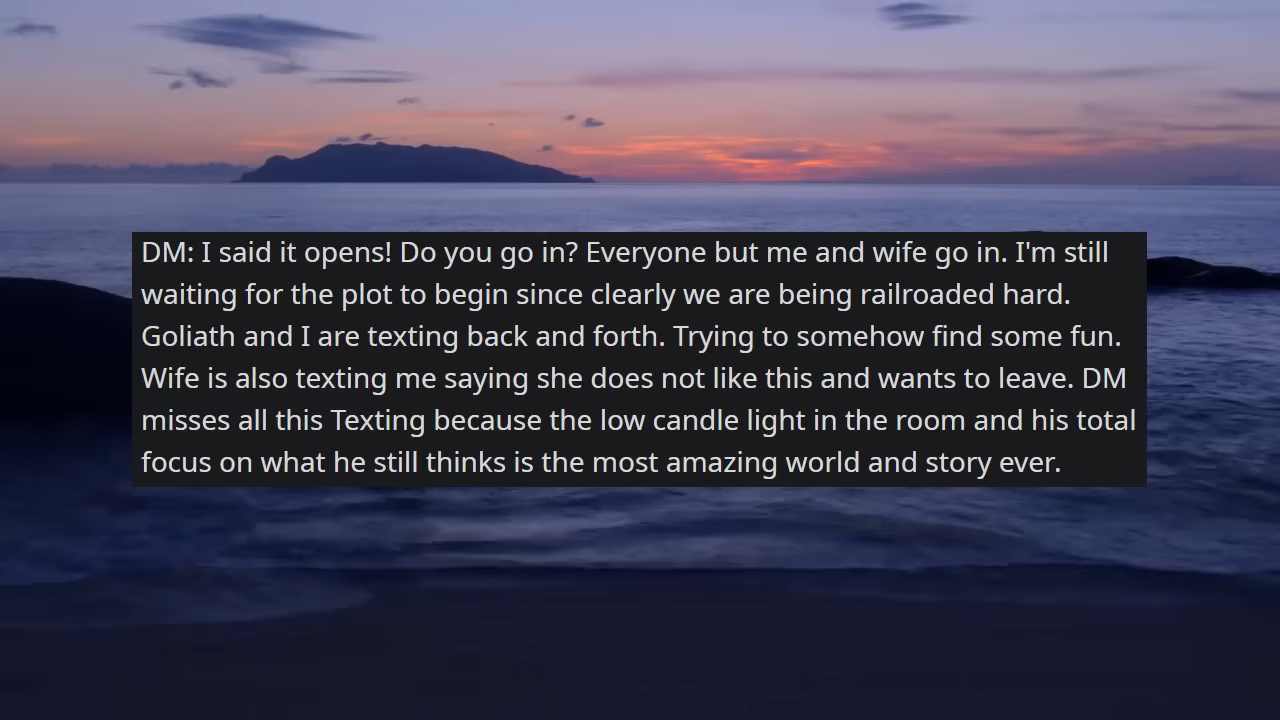 DM: I said it opens! Do you go in? Everyone but me and wife go in. I'm still
waiting for the plot to begin since clearly we are being railroaded hard.
Goliath and I are texting back and forth. Trying to somehow find some fun.
Wife is also texting me saying she does not like this and wants to leave. DM
misses all this Texting because the low candle light in the room and his total
focus on what he still thinks is the most amazing world and story ever.